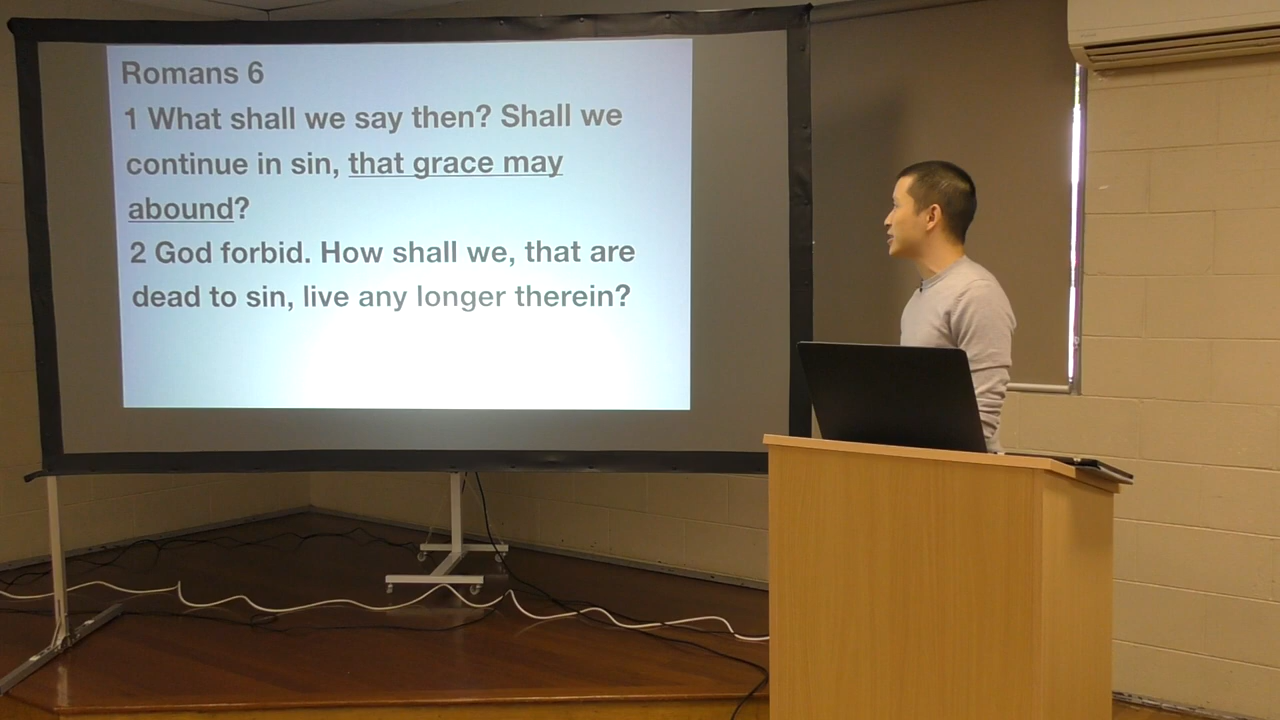 Romans 6
1 What shall we say then? Shall we
continue in sin, that grace may
abound?
2 God forbid. How shall we, that are
dead to sin, live any longer therein?